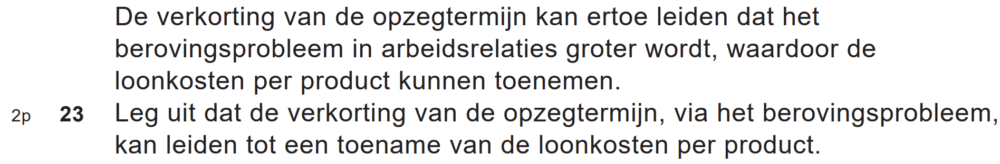 De verkorting van de opzegtermijn kan ertoe leiden dat het
berovingsprobleem in arbeidsrelaties groter wordt, waardoor de
loonkosten per product kunnen toenemen.
2p 23 Leg uit dat de verkorting van de opzegtermijn, via het berovingsprobleem,
kan leiden tot een toename van de loonkosten per product.